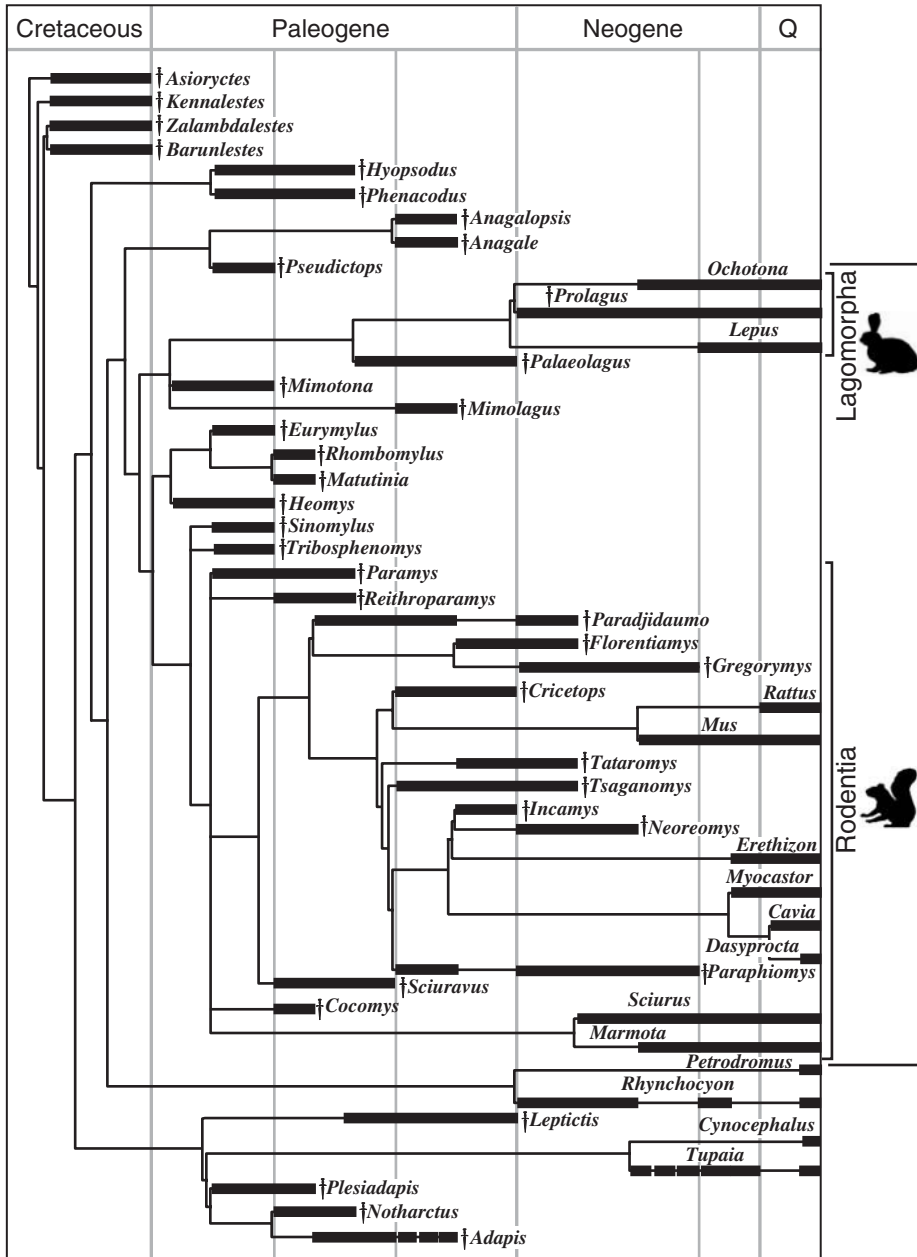 Cretaceous Paleogene Neogene Q
†Asioryctes
†Kennalestes
†Zalambdalestes
†Barunlestes
†Hyopsodus
†Phenacodus
†Anagalopsis
†Anagale
†Pseudictops
Ochotona
†Prolagus
Lepus
†Palaeolagus
Lagomorpha
†Mimotona
†Mimolagus
†Eurymylus
†Rhombomylus
†Matutinia
†Heomys
†Sinomylus
†Tribosphenomys
†Paramys
†Reithroparamys
†Paradjidaumo
†Florentiamys
†Gregorymys
†Cricetops
Rattus
Mus
†Tataromys
†Tsaganomys
†Incamys
†Neoreomys
Erethizon
Myocastor
Cavia
Dasyprocta
†Paraphiomys
Rodentia
†Sciuravus
†Cocomys
Sciurus
Marmota
Petrodromus
Rhynchocyon
†Leptictis
Cynocephalus
Tupaia
†Plesiadapis
†Notharctus
†Adapis